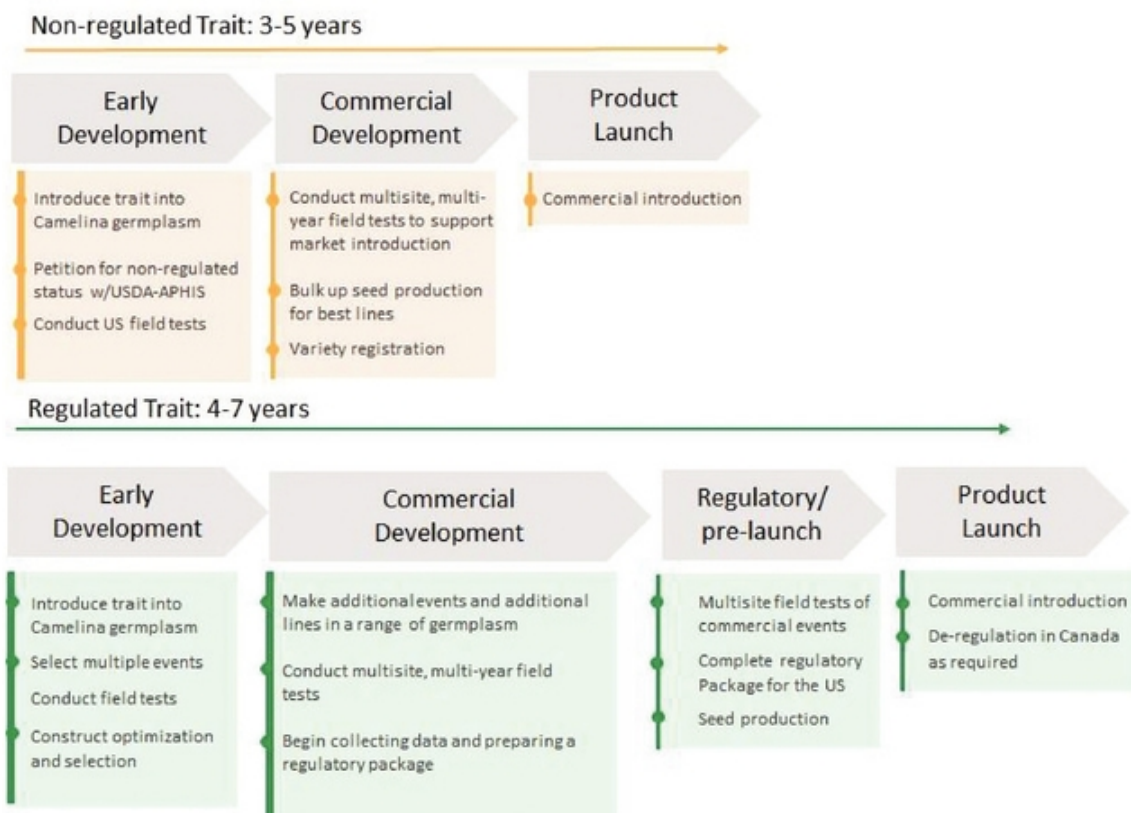 Non-regulated Trait: 3-5 years
Early
Development
Commercial
Development
Product
Launch
Introduce trait into
Camelina germplasm
Petition for non-regulated
status w/USDA-APHIS
Conduct US field tests
Conduct multisite, multi-
year field tests to support
market introduction
Bulk up seed production
for best lines
Variety registration
Commercial introduction
Regulated Trait: 4-7 years
Early
Development
Commercial
Development
Regulatory/
pre-launch
Product
Launch
Introduce trait into
Camelina germplasm
Select multiple events
Conduct field tests
Construct optimization
and selection
Make additional events and additional
lines in a range of germplasm
Conduct multisite, multi-year field
tests
Begin collecting data and preparing a
regulatory package
Multisite field tests of
commercial events
Complete regulatory
Package for the US
Seed production
Commercial introduction
De-regulation in Canada
as required